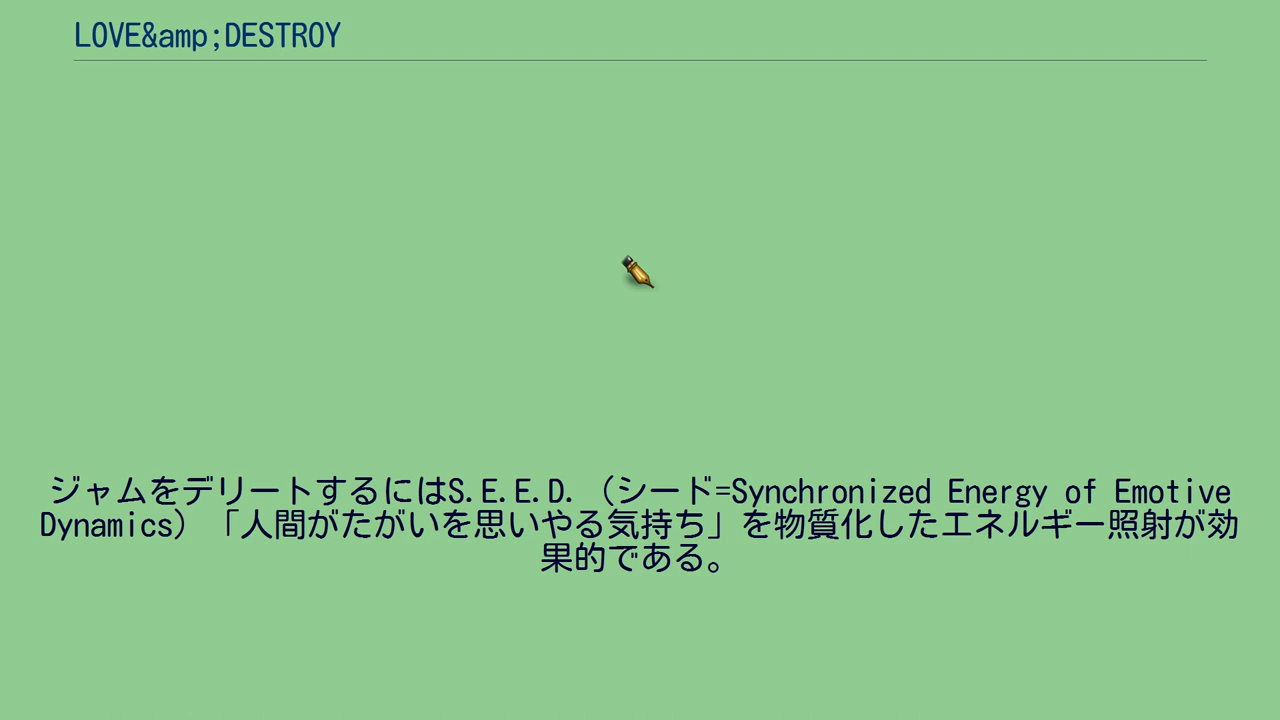 LOVE&amp;DESTROY
ジャムをデリートするにはS.E.E.D.（シード=Synchronized Energy of Emotive
Dynamics）「人間がたがいを思いやる気持ち」を物質化したエネルギー照射が効
果的である。